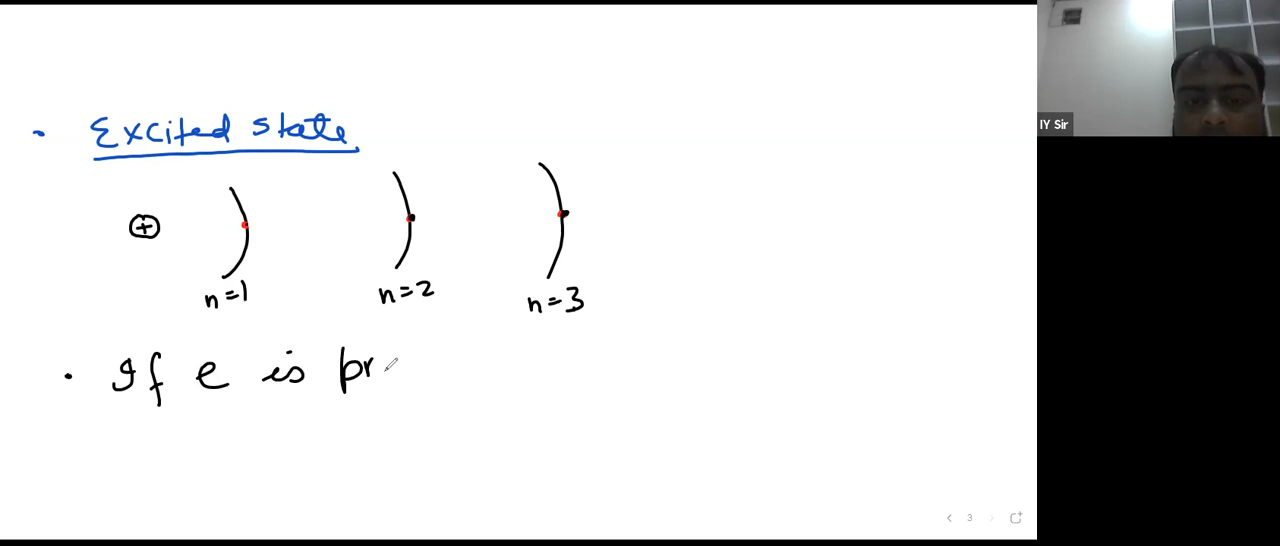 • Excited state
+
n=1 n=2 n=3
• If e is pr
IY Sir
3